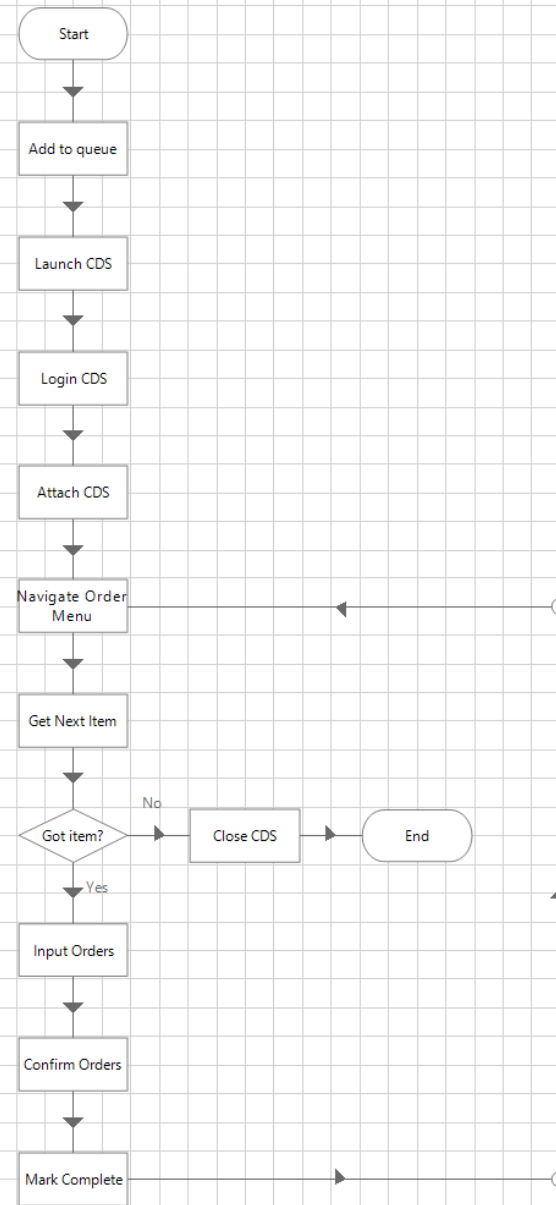 Start
Add to queue
Launch CDS
Login CDS
Attach CDS
Navigate Order
Menu
Get Next Item
Got item?
No
Close CDS
End
Yes
Input Orders
Confirm Orders
Mark Complete